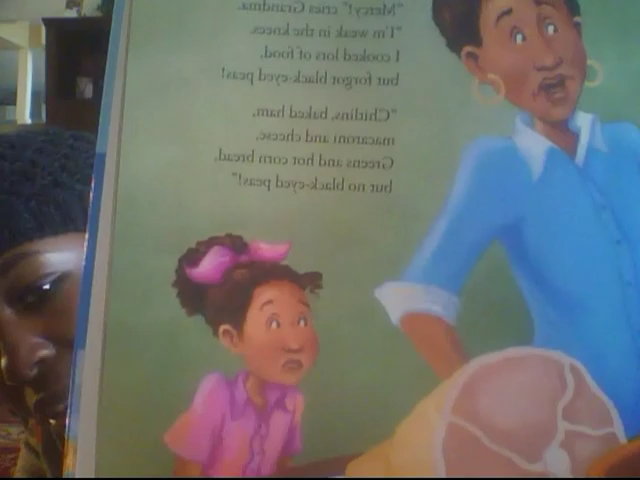 "Mercy!" cries Grandma.
"I'm weak in the knees.
I cooked lots of food,
but forgot black-eyed peas!
"Chitlins, baked ham,
macaroni and cheese,
Greens and hot corn bread,
but no black-eyed peas!"